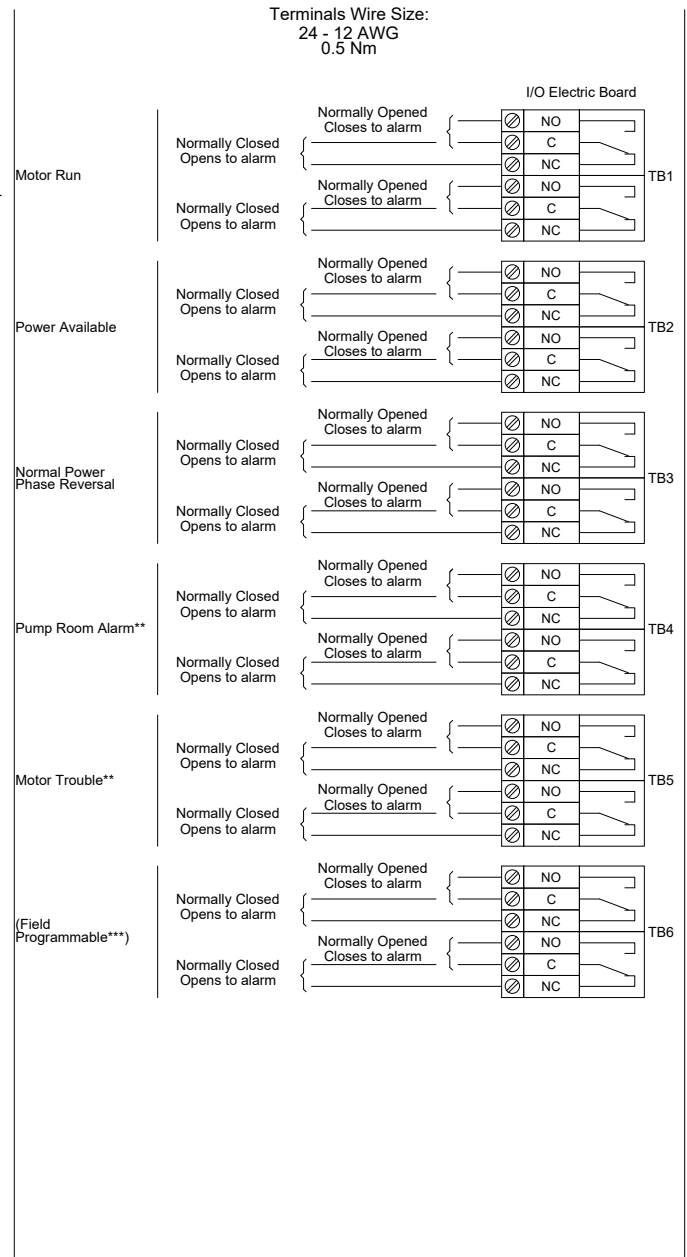 Terminals Wire Size:
24 - 12 AWG
0.5 Nm
I/O Electric Board
Motor Run
Normally Opened
Closes to alarm
Normally Closed
Opens to alarm
Normally Opened
Closes to alarm
Normally Closed
Opens to alarm
NO
C
NC
NO
C
NC
TB1
Power Available
Normally Opened
Closes to alarm
Normally Closed
Opens to alarm
Normally Opened
Closes to alarm
Normally Closed
Opens to alarm
NO
C
NC
NO
C
NC
TB2
Normal Power
Phase Reversal
Normally Opened
Closes to alarm
Normally Closed
Opens to alarm
Normally Opened
Closes to alarm
Normally Closed
Opens to alarm
NO
C
NC
NO
C
NC
TB3
Pump Room Alarm**
Normally Opened
Closes to alarm
Normally Closed
Opens to alarm
Normally Opened
Closes to alarm
Normally Closed
Opens to alarm
NO
C
NC
NO
C
NC
TB4
Motor Trouble**
Normally Opened
Closes to alarm
Normally Closed
Opens to alarm
Normally Opened
Closes to alarm
Normally Closed
Opens to alarm
NO
C
NC
NO
C
NC
TB5
(Field
Programmable***)
Normally Opened
Closes to alarm
Normally Closed
Opens to alarm
Normally Opened
Closes to alarm
Normally Closed
Opens to alarm
NO
C
NC
NO
C
NC
TB6